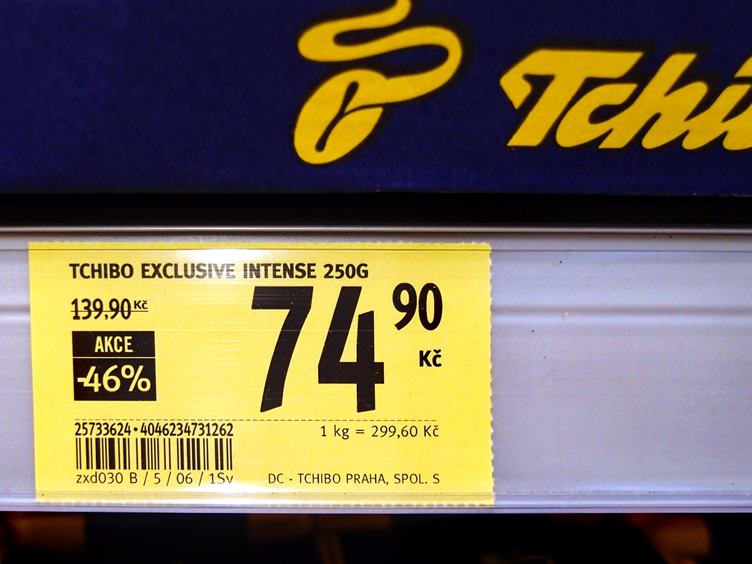 Tchi
TCHIBO EXCLUSIVE INTENSE 250G
139,90 Kč
74 90
Kč
AKCE
-46%
25733624 • 4046234731262
1 kg = 299,60 Kč
zxd030 B / 5 / 06 / 1Sv
DC - TCHIBO PRAHA, SPOL. S